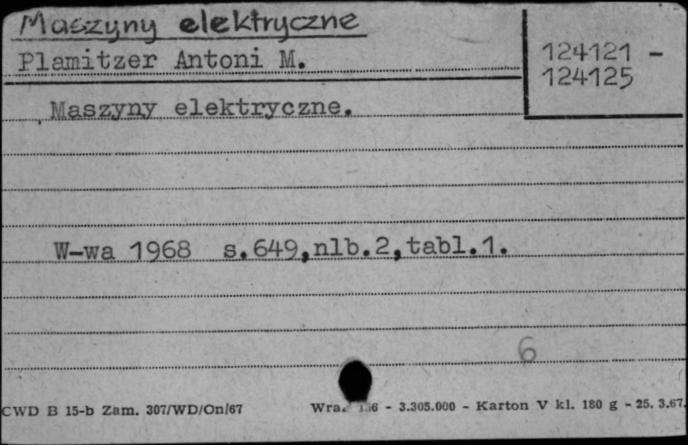 Maszyny elektryczne
Plamitzer Antoni M.
124121 -
124125
Maszyny elektryczne.
W-wa 1968 s.649,nlb.2,tabl.1.
6
CWD B 15-b Zam. 307/WD/On/67 - 3.305.000 - Karton V kl. 180 g - 25. 3.67.